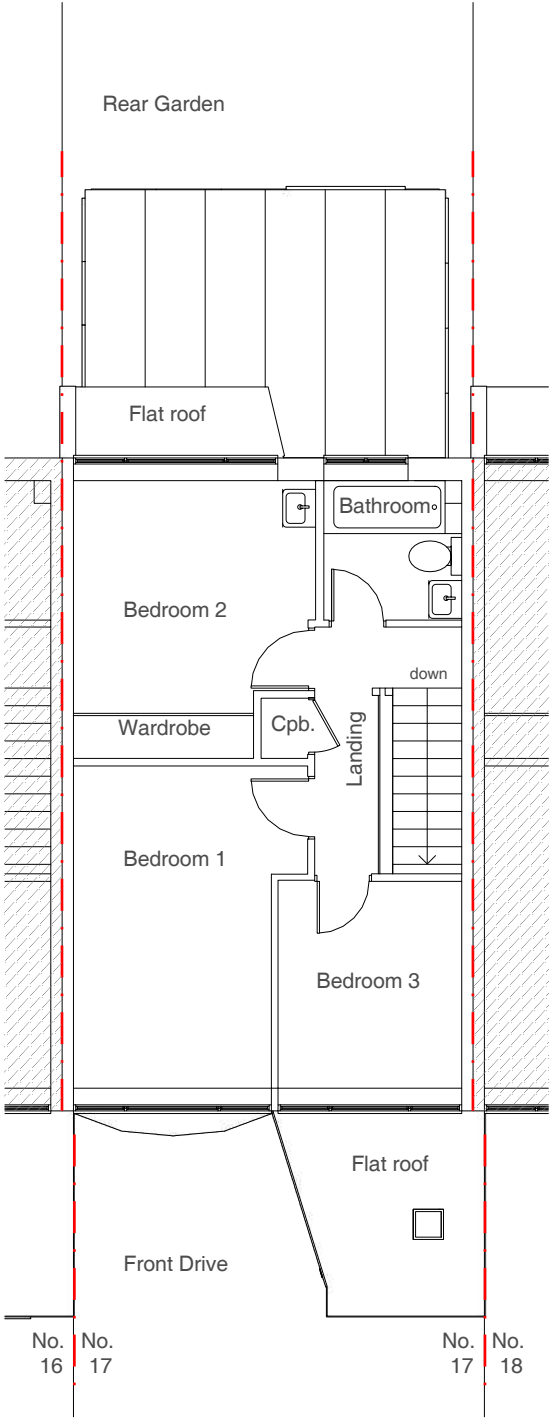 Rear Garden
Flat roof
Bathroom
Bedroom 2
down
Wardrobe
Cpb.
Landing
Bedroom 1
Bedroom 3
Flat roof
Front Drive
No. No.
16 17
No. No.
17 18